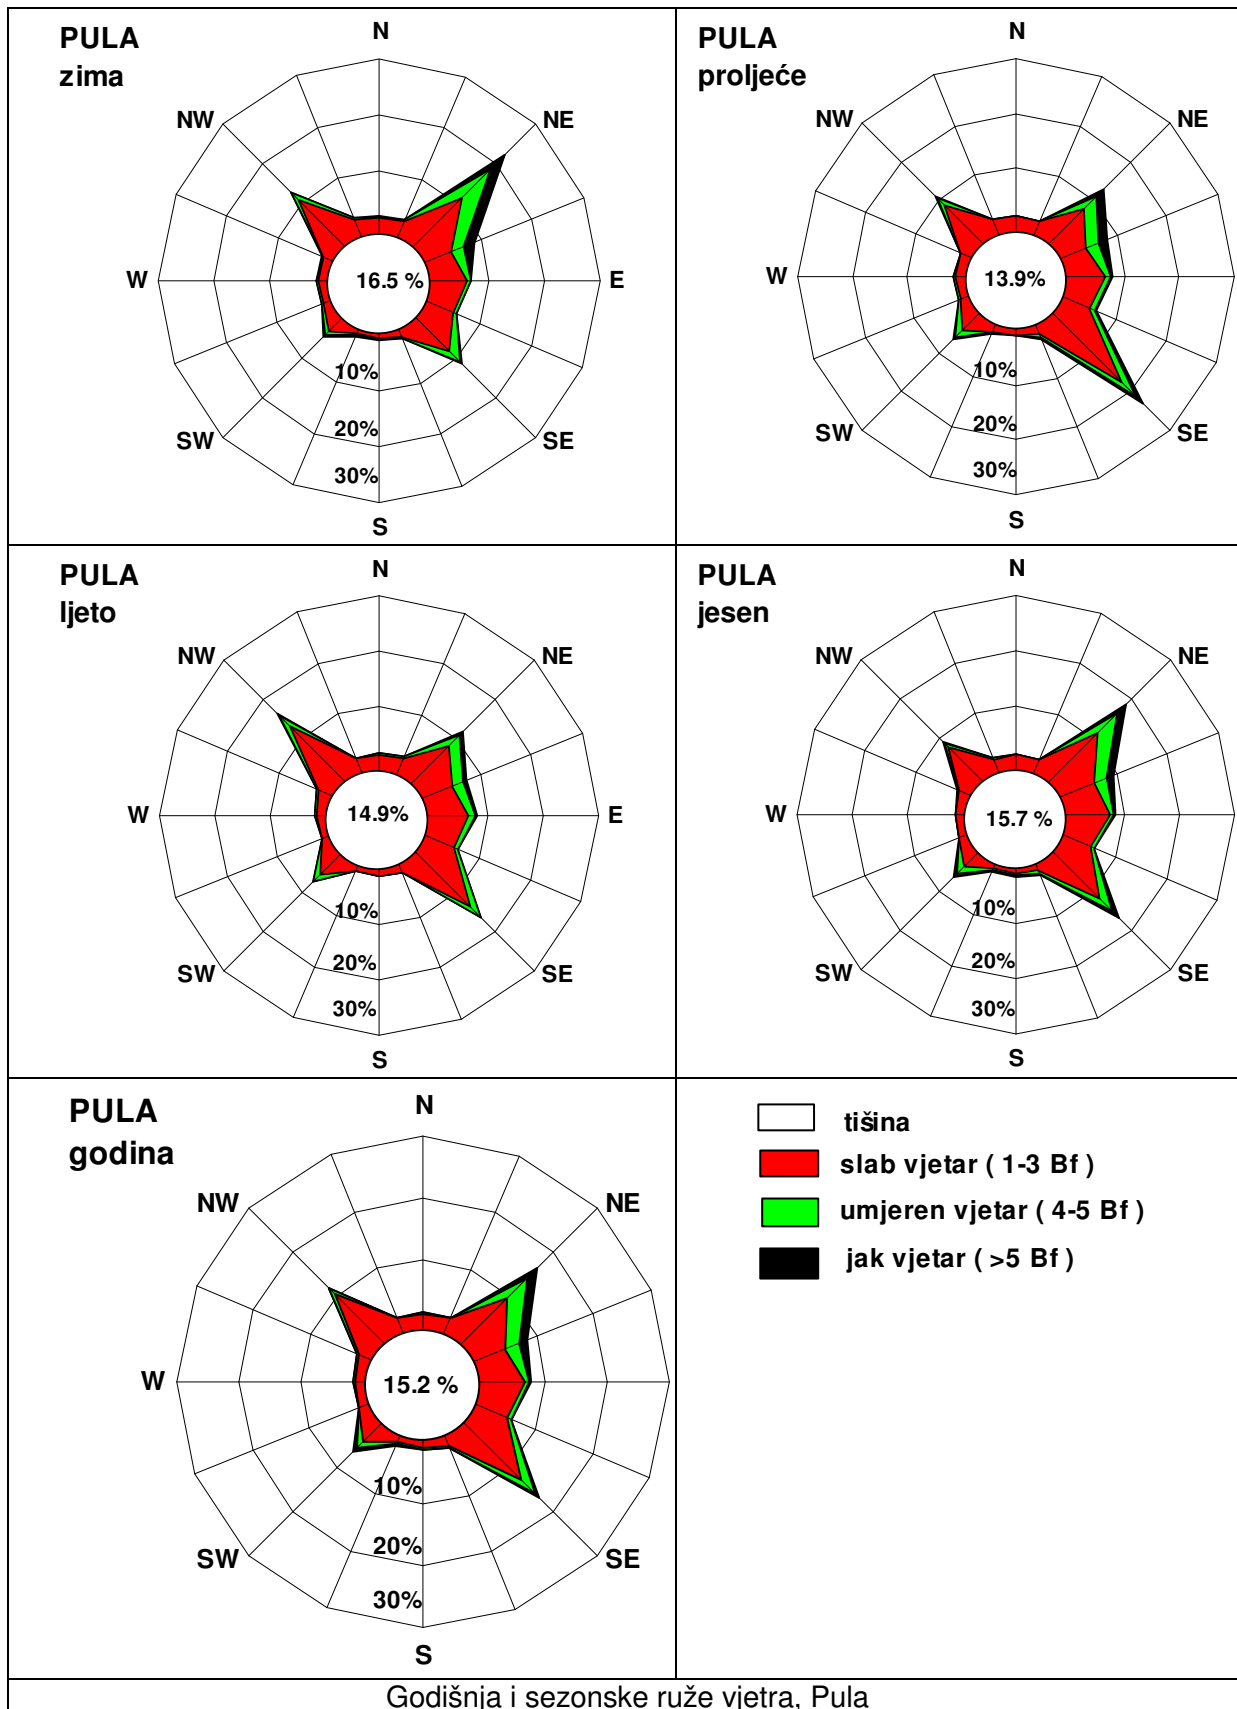 PULA
zima
N
NW
NE
W
16.5 %
E
10%
SW
20%
SE
30%
S
PULA
proljeće
N
NW
NE
W
13.9%
10%
SW
20%
SE
30%
S
PULA
ljeto
N
NW
NE
W
14.9%
E
10%
SW
20%
SE
30%
S
PULA
jesen
N
NW
NE
W
15.7 %
10%
SW
20%
SE
30%
S
PULA
godina
N
NW
NE
W
15.2 %
10%
SW
20%
SE
30%
S
tišina
slab vjetar ( 1-3 Bf )
umjeren vjetar ( 4-5 Bf )
jak vjetar ( >5 Bf )
Godišnja i sezonske ruže vjetra, Pula